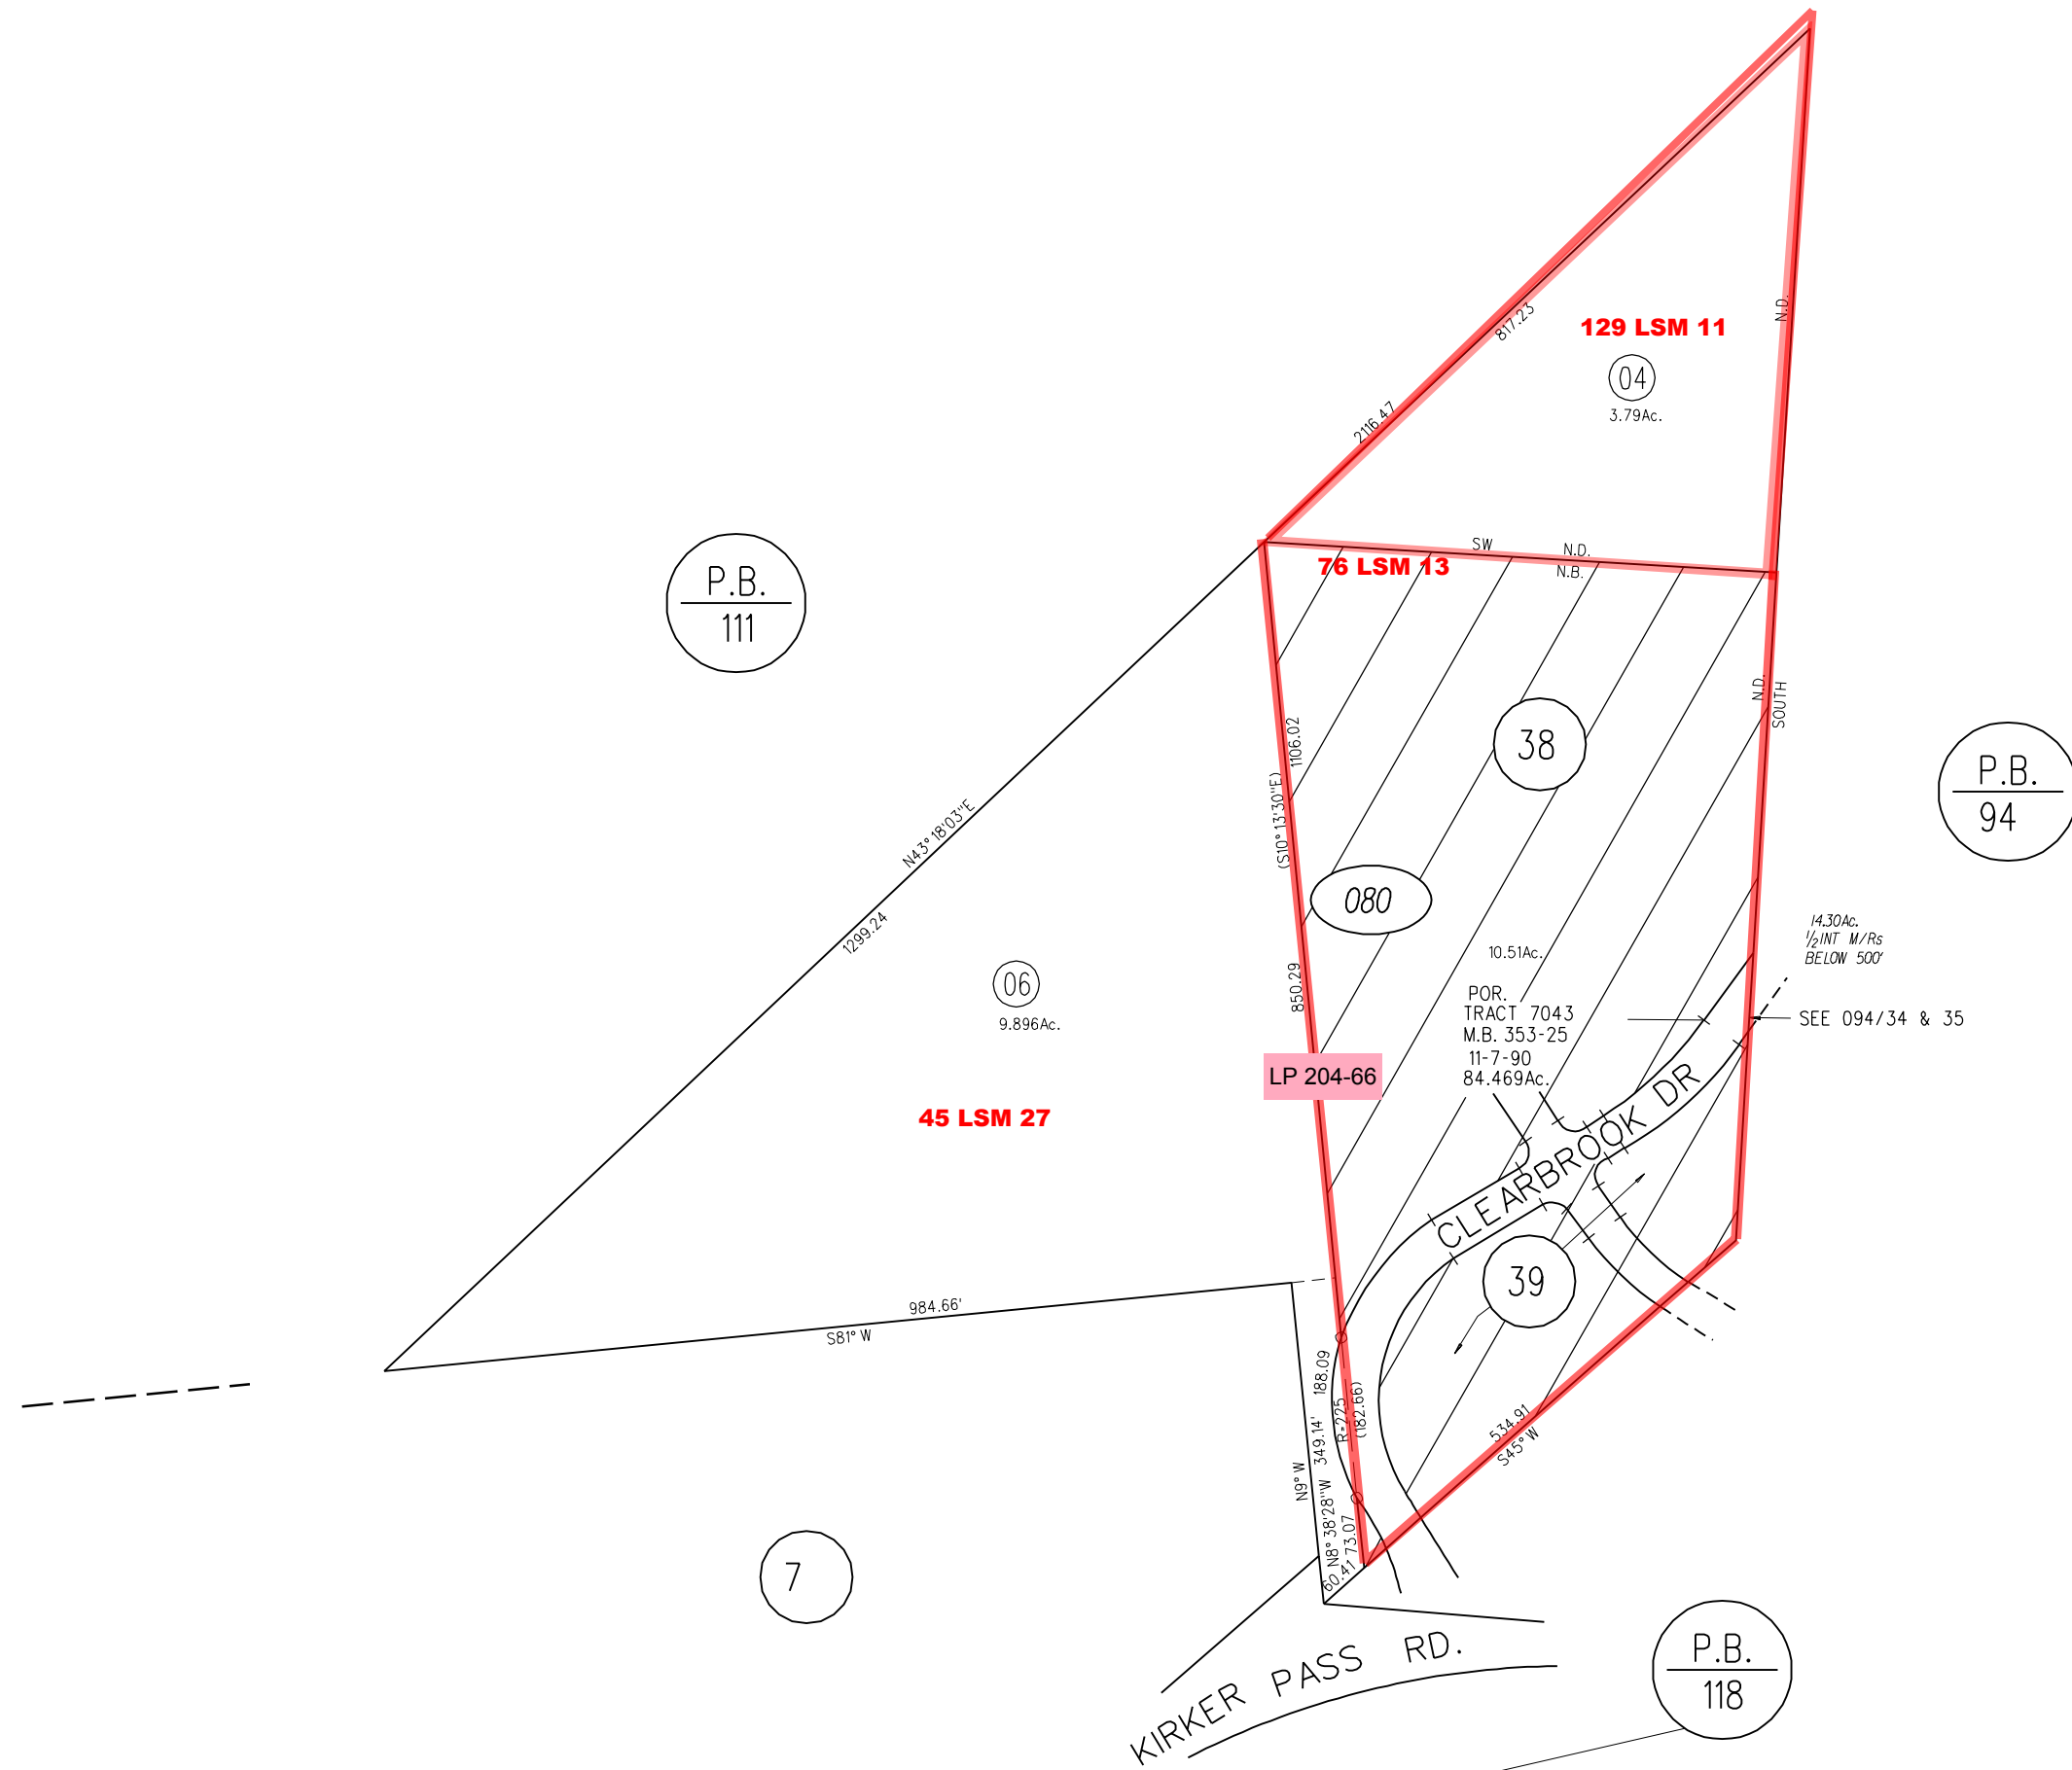 N.D.
817.23
129 LSM 11
04
3.79Ac.
2116.47
SW
N.D.
76 LSM 13
N.B.
P.B.
111
N.D.
SOUTH
1106.02
38
P.B.
94
(S10° 13'30"E)
N43° 18'03"E
080
1299.24
14.30Ac.
½INT M/Rs
BELOW 500'
10.51Ac.
850.29
06
9.896Ac.
POR.
TRACT 7043
M.B. 353-25
11-7-90
84.469Ac.
SEE 094/34 & 35
LP 204-66
45 LSM 27
CLEARBROOK DR
39
984.66'
S81° W
188.09
R-225
(182.66)
349.14'
N9° W
N8° 38'28"W
73.07
60.41
534.91
S45° W
7
KIRKER PASS RD.
P.B.
118